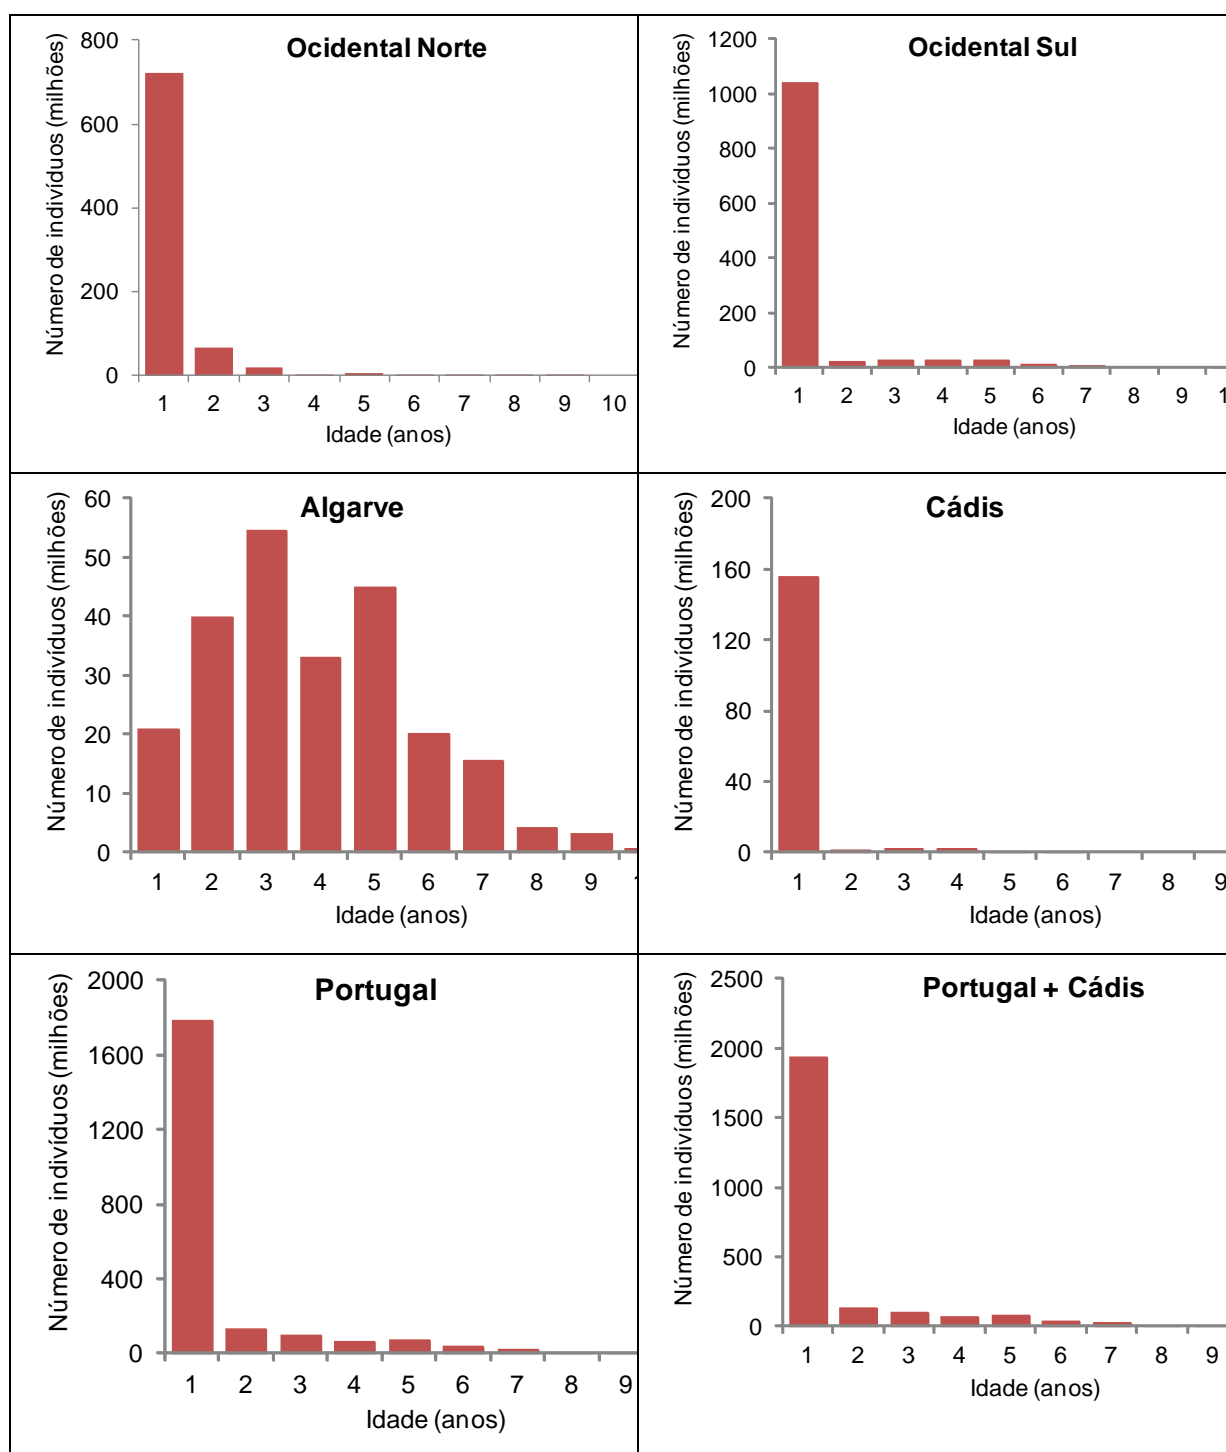 Ocidental Norte
Número de indivíduos (milhões)
800
600
400
200
0
1 2 3 4 5 6 7 8 9 10
Idade (anos)
Ocidental Sul
Número de indivíduos (milhões)
1200
1000
800
600
400
200
0
1 2 3 4 5 6 7 8 9 1
Idade (anos)
Algarve
Número de indivíduos (milhões)
60
50
40
30
20
10
0
1 2 3 4 5 6 7 8 9 1
Idade (anos)
Cádis
Número de indivíduos (milhões)
200
160
120
80
40
0
1 2 3 4 5 6 7 8 9
Idade (anos)
Portugal
Número de indivíduos (milhões)
2000
1600
1200
800
400
0
1 2 3 4 5 6 7 8 9
Idade (anos)
Portugal + Cádis
Número de indivíduos (milhões)
2500
2000
1500
1000
500
0
1 2 3 4 5 6 7 8 9
Idade (anos)